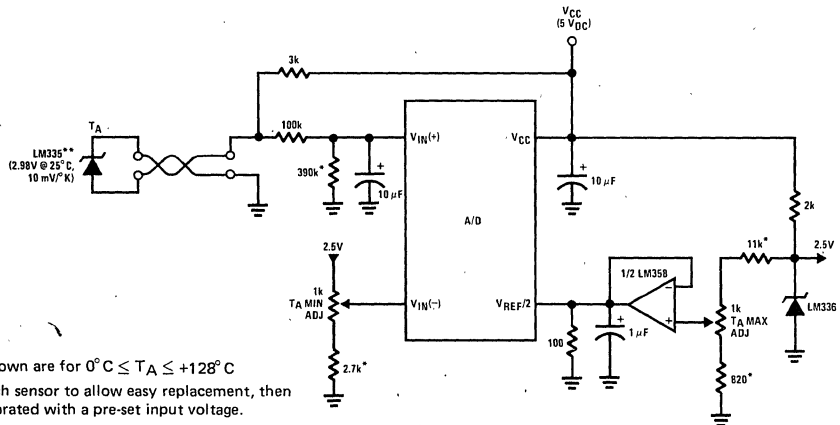 VCC
(5 VDC)
3k
TA
100k
LM335**
(2.98V @ 25°C,
10 mV/°K)
390k*
+
10 µF
VIN(+)
VCC
A/D
+
10 µF
2k
2.5V
11k*
2.5V
1k
TA MIN
ADJ
VIN(−)
VREF/2
1/2 LM358
−
+
+
1 µF
100
1k
TA MAX
ADJ
LM336
2.7k*
820*
own are for 0°C ≤ TA ≤ +128°C
ch sensor to allow easy replacement, then
brated with a pre-set input voltage.